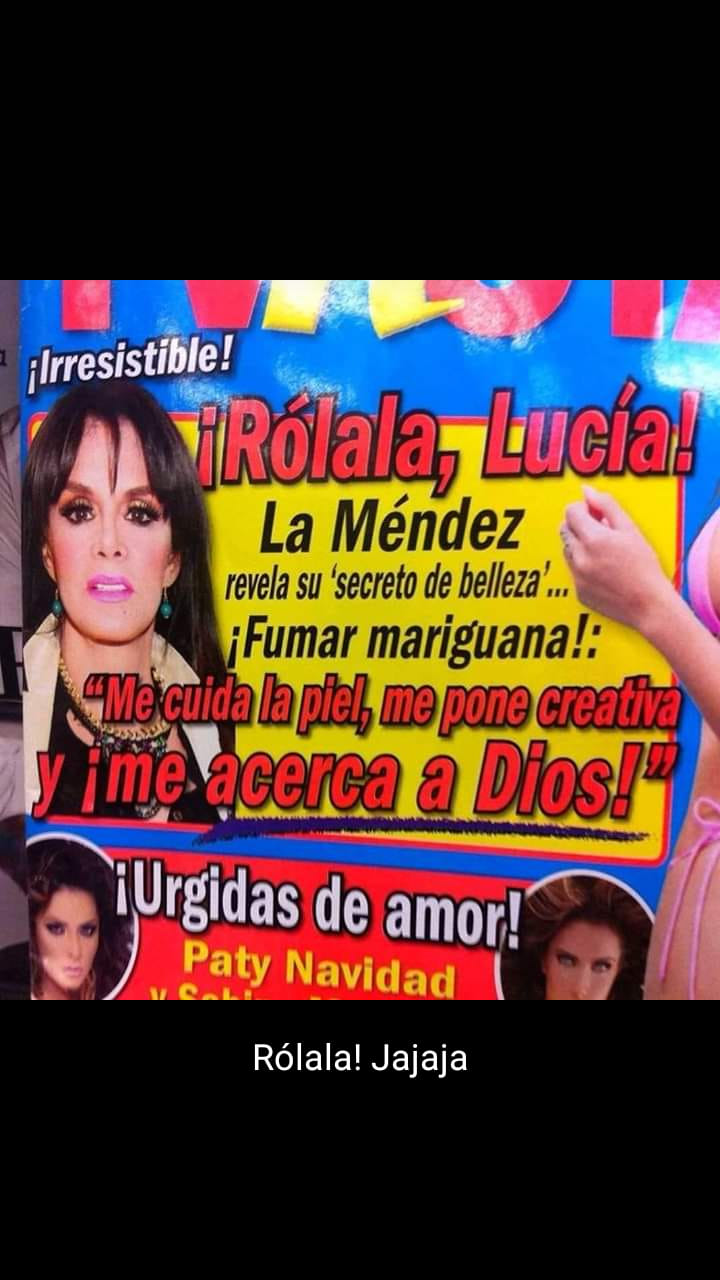 ¡Irresistible!
¡Rólala, Lucía!
La Méndez
revela su ‘secreto de belleza’...
¡Fumar mariguana!:
“Me cuida la piel, me pone creativa
y ¡me acerca a Dios!”
¡Urgidas de amor!
Paty Navidad
y
Rólala! Jajaja